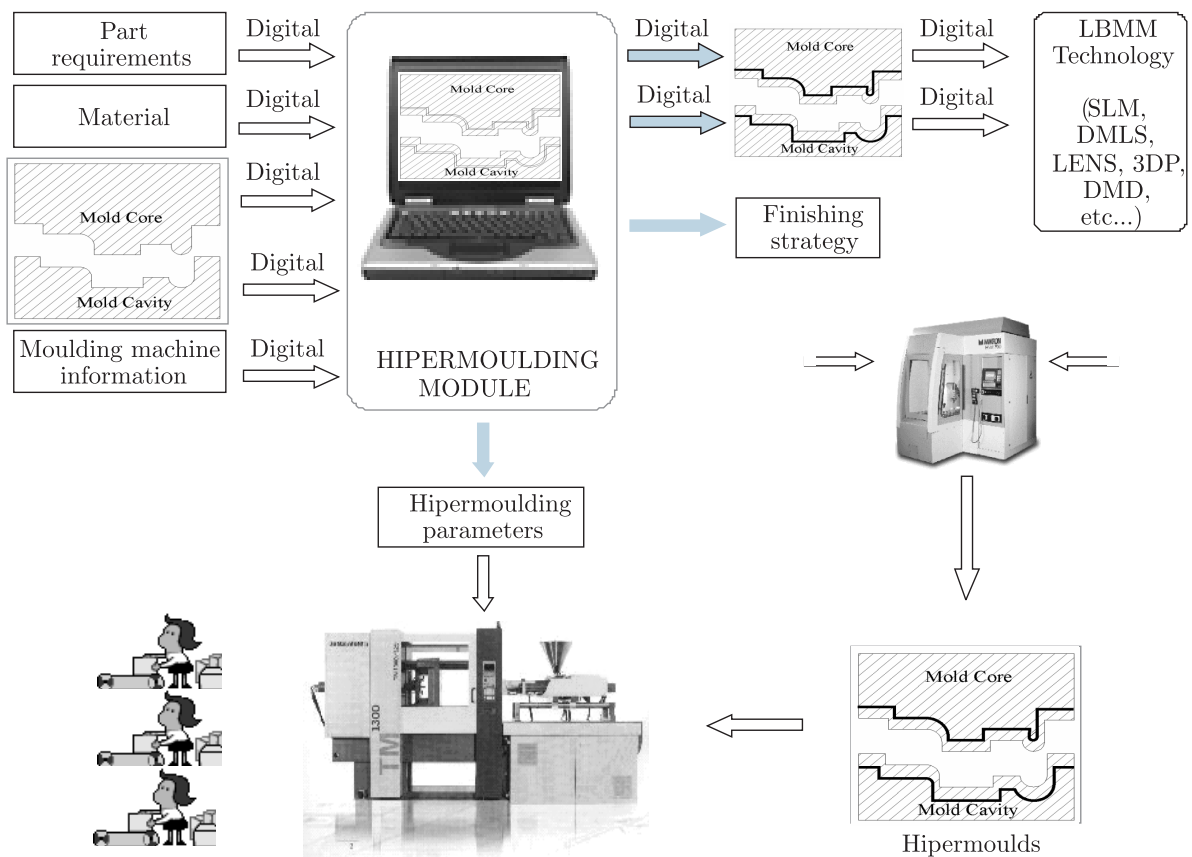 Part
requirements
Digital
Material
Digital
Mold Core
Mold Cavity
Digital
Digital
Moulding machine
information
Digital
Mold Core
Mold Cavity
HIPERMOULDING
MODULE
Digital
Digital
Mold Core
Mold Cavity
Digital
Digital
LBMM
Technology
(SLM,
DMLS,
LENS, 3DP,
DMD,
etc...)
Finishing
strategy
Hipermoulding
parameters
1300
TM
Mold Core
Mold Cavity
Hipermoulds
2